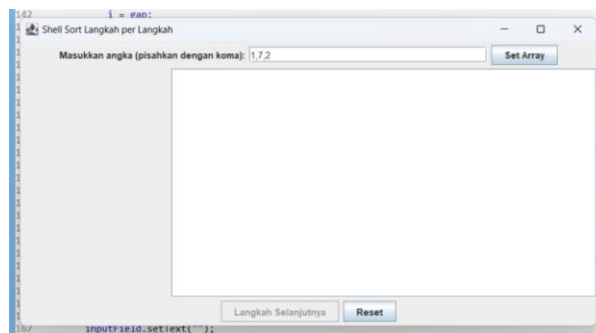 142 i = gap:
Shell Sort Langkah per Langkah
Masukkan angka (pisahkan dengan koma): 1,7,2 Set Array
Langkah Selanjutnya Reset
167 inputField.setText("");